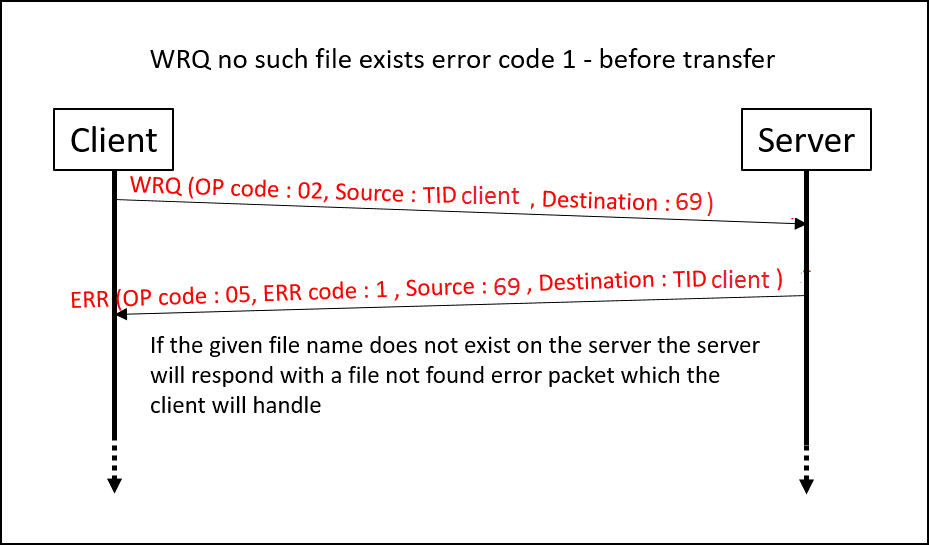 WRQ no such file exists error code 1 - before transfer
Client
Server
WRQ (OP code : 02, Source : TID client , Destination : 69 )
ERR (OP code : 05, ERR code : 1 , Source : 69 , Destination : TID client )
If the given file name does not exist on the server the server
will respond with a file not found error packet which the
client will handle